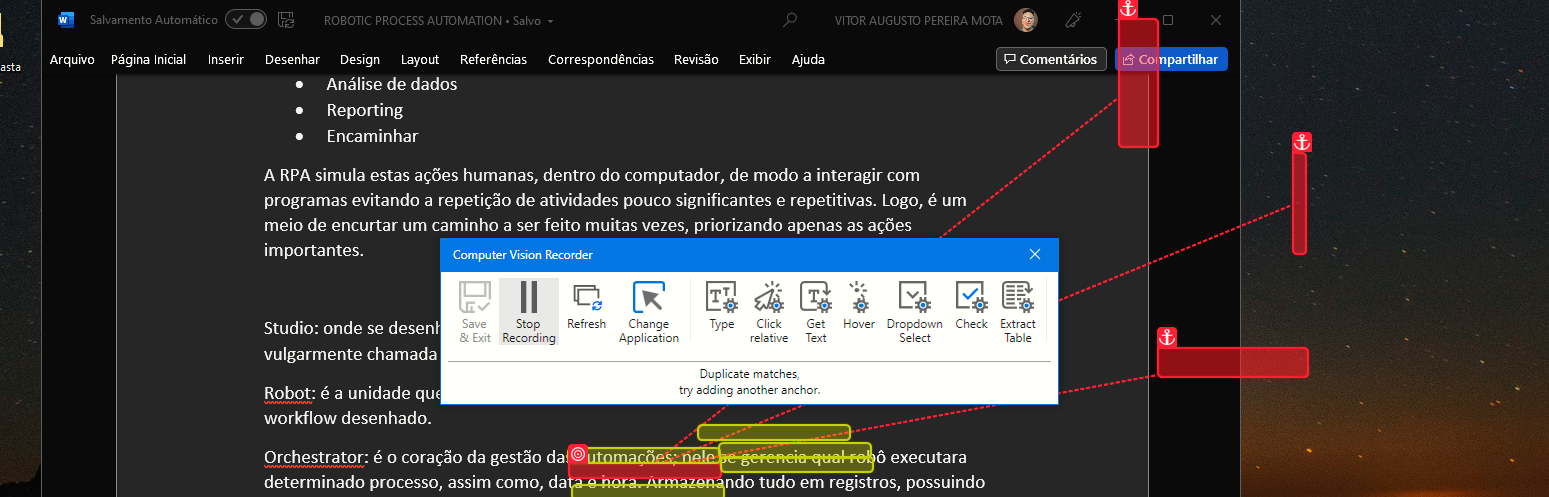 Salvamento Automático
ROBOTIC PROCESS AUTOMATION • Salvo
VITOR AUGUSTO PEREIRA MOTA
asta
Arquivo Página Inicial Inserir Desenhar Design Layout Referências Correspondências Revisão Exibir Ajuda
Comentários
Compartilhar
• Análise de dados
• Reporting
• Encaminhar
A RPA simula estas ações humanas, dentro do computador, de modo a interagir com
programas evitando a repetição de atividades pouco significantes e repetitivas. Logo, é um
meio de encurtar um caminho a ser feito muitas vezes, priorizando apenas as ações
importantes.
Computer Vision Recorder
Save
& Exit
Stop
Recording
Refresh
Change
Application
Type
Click
relative
Get
Text
Hover
Dropdown
Select
Check
Extract
Table
Duplicate matches,
try adding another anchor.
Studio: onde se desenh
vulgarmente chamada
Robot: é a unidade que
workflow desenhado.
Orchestrator: é o coração da gestão das automações; nele se gerencia qual robô executara
determinado processo, assim como, data e hora. Armazenando tudo em registros, possuindo